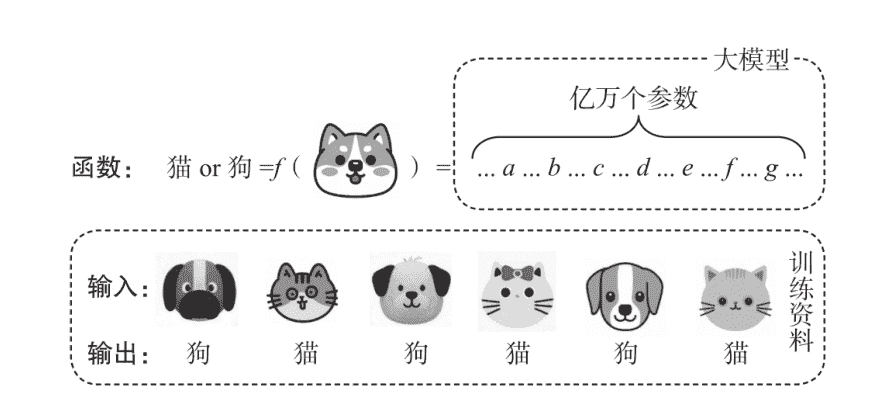 大模型
亿万个参数
函数： 猫 or 狗 =f ( ) = ... a ... b ... c ... d ... e ... f ... g ...
输入：
训练资料
输出： 狗 猫 狗 猫 狗 猫